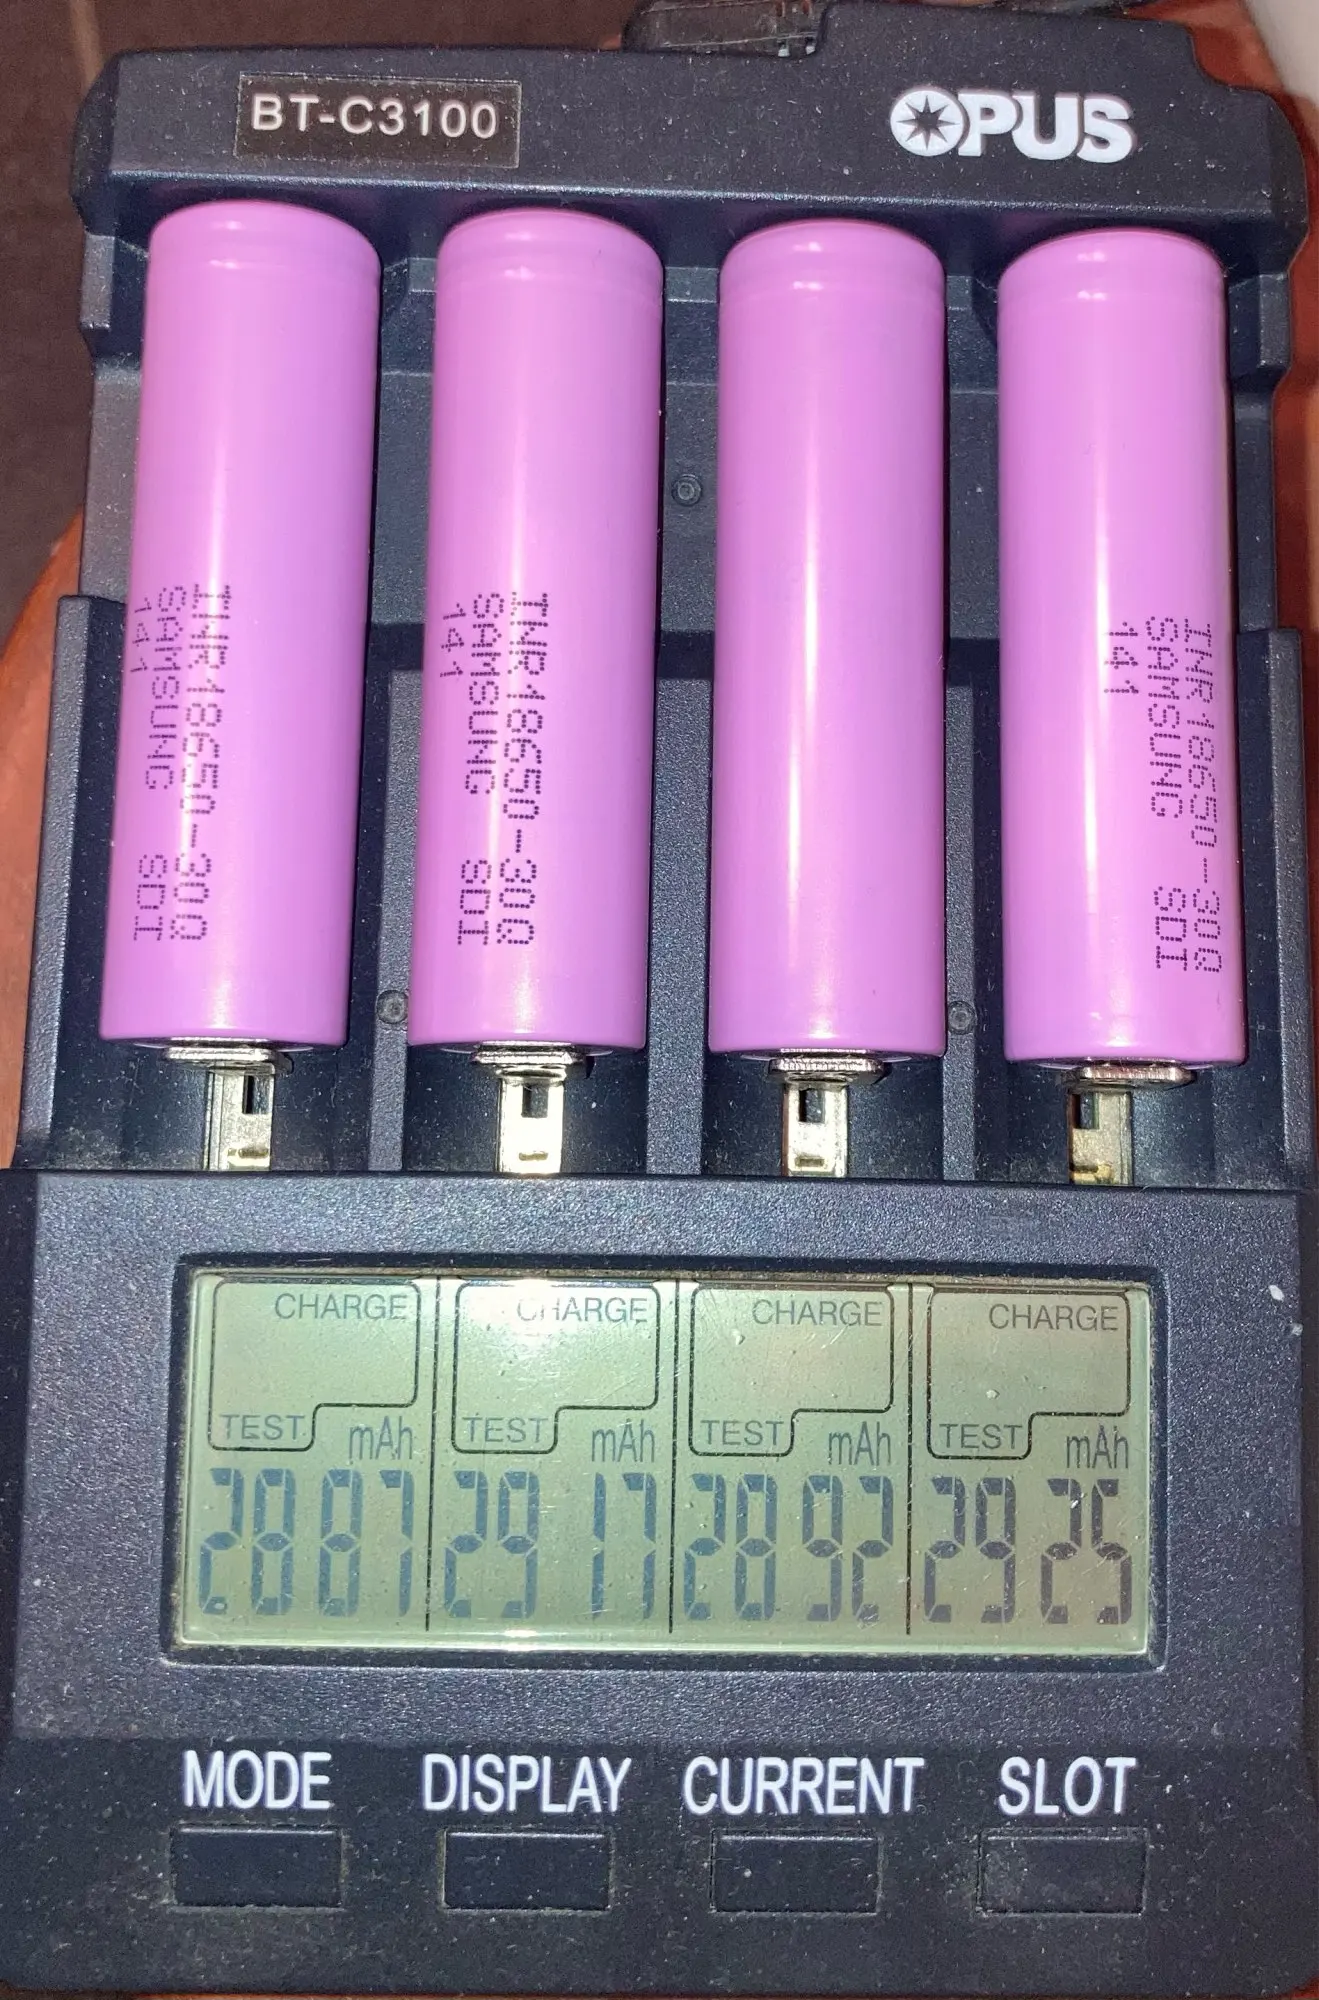 BT-C3100
OPUS
INR18650-30Q
SAMSUNG SDI
141
INR18650-30Q
SAMSUNG SDI
141
INR18650-30Q
SAMSUNG SDI
141
CHARGE CHARGE CHARGE CHARGE
TEST mAh TEST mAh TEST mAh TEST mAh
2887 2917 2892 2925
MODE DISPLAY CURRENT SLOT